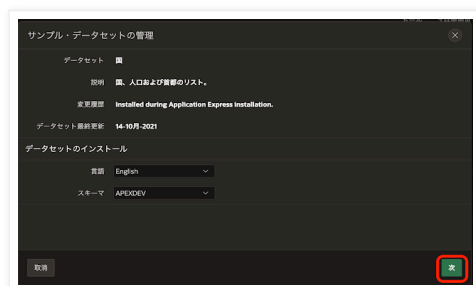 サンプル・データセットの管理
データセット 国
説明 国、人口および首都のリスト。
変更履歴 Installed during Application Express installation.
データセット最終更新 14-10月-2021
データセットのインストール
言語 English
スキーマ APEXDEV
取消 次